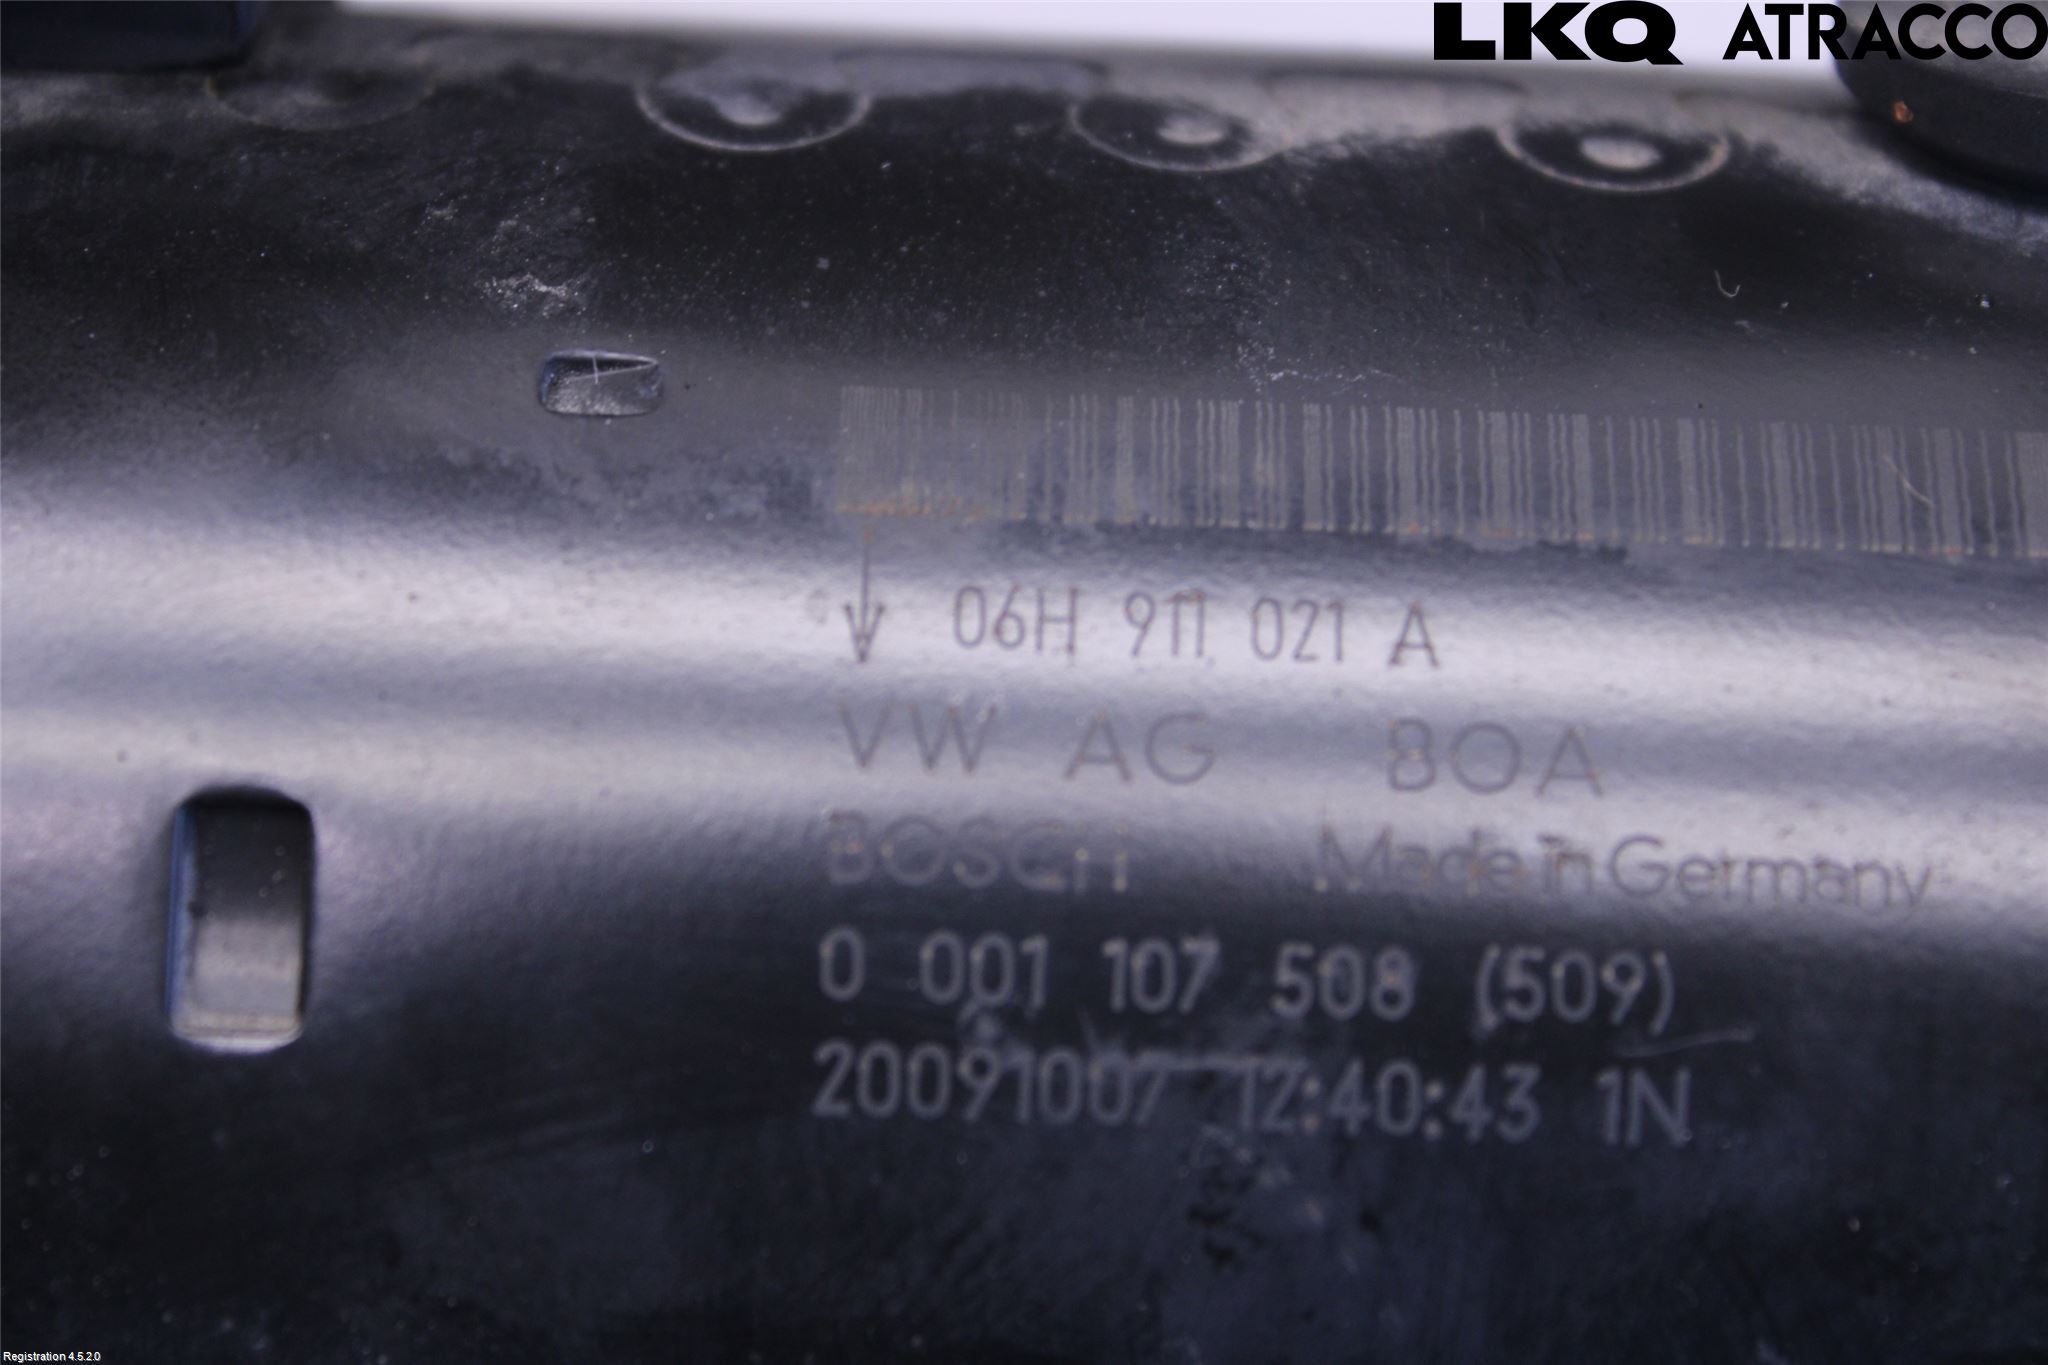 LKQ ATRACCO
06H 911 021 A
VW AG BOA
BOSCH Made in Germany
0 001 107 508 (509)
20091007 12:40:43 1N
Registration 4.5.2.0